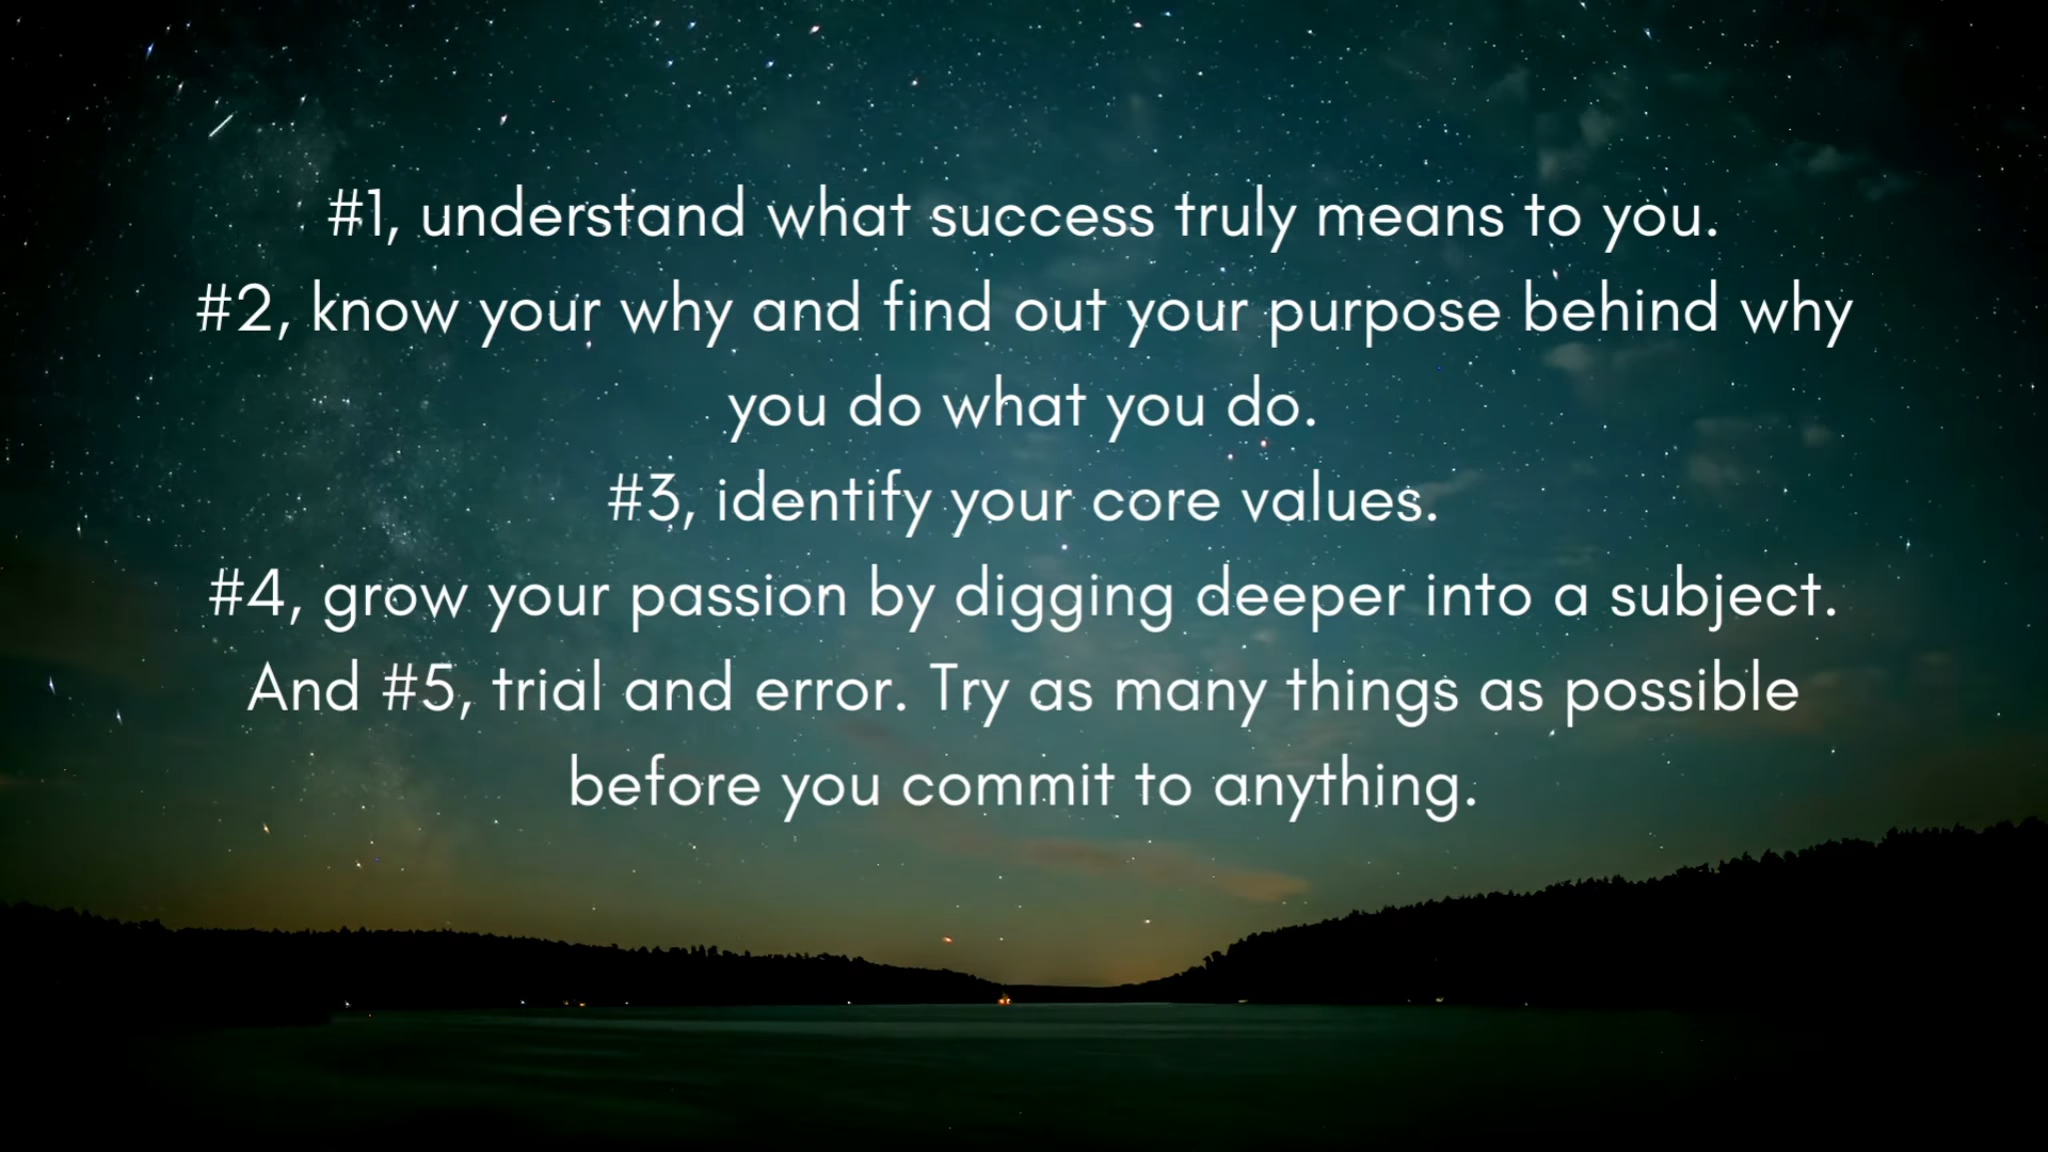 #1, understand what success truly means to you.
#2, know your why and find out your purpose behind why
you do what you do.
#3, identify your core values.
#4, grow your passion by digging deeper into a subject.
And #5, trial and error. Try as many things as possible
before you commit to anything.